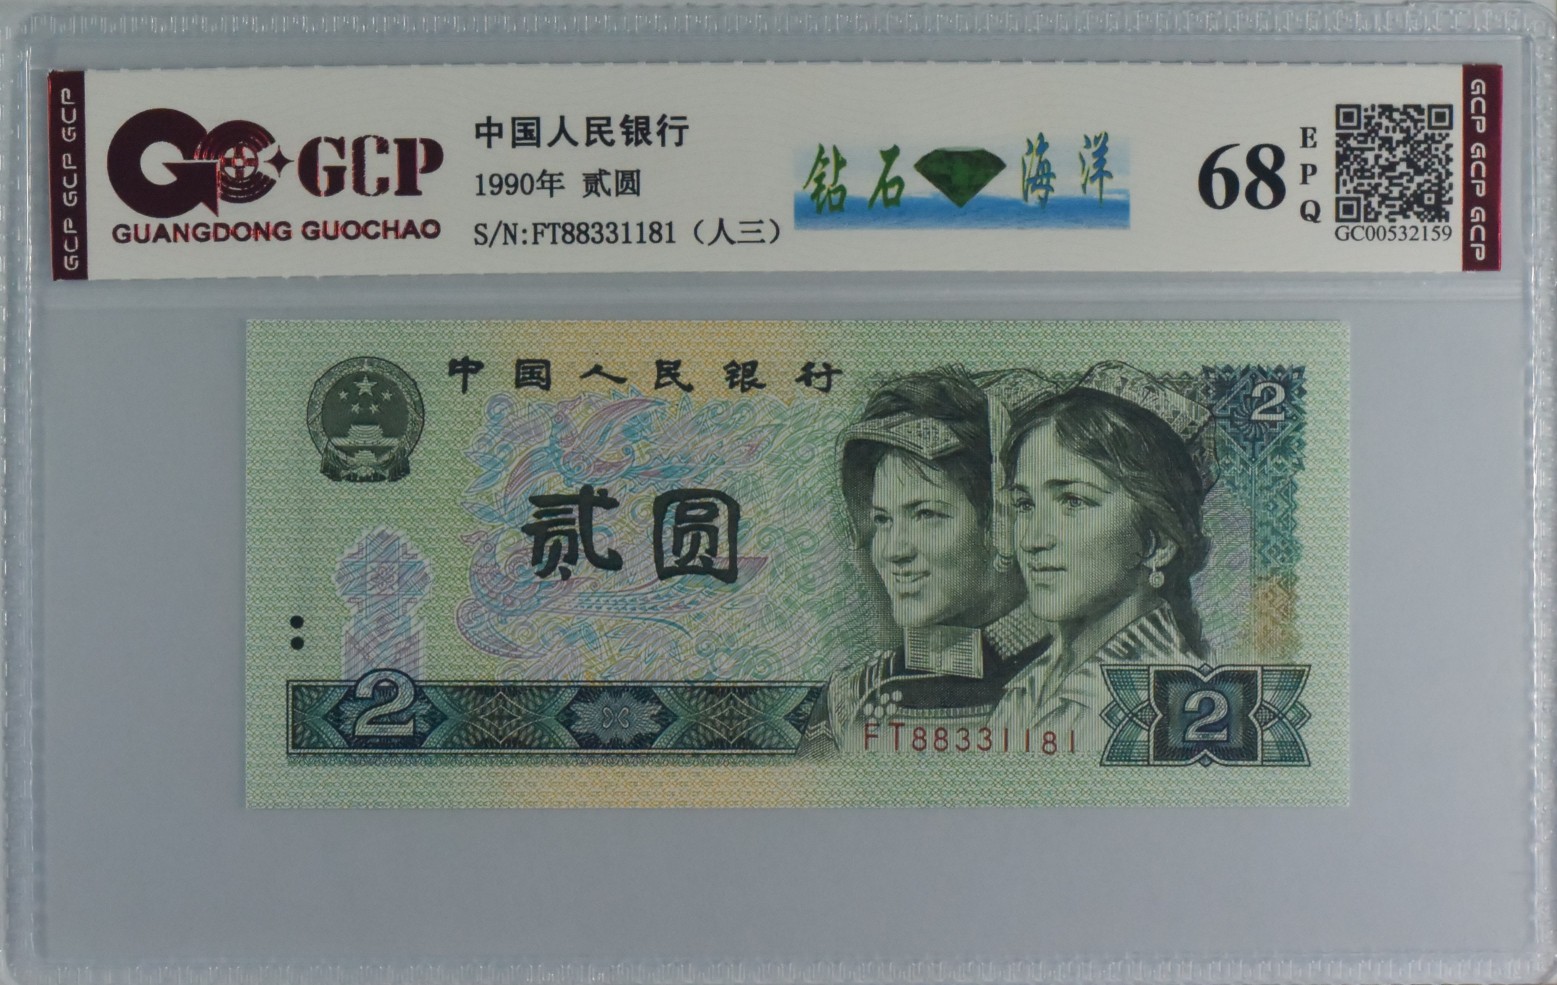 GCP GCP GCP
GCP
GUANGDONG GUOCHAO
中国人民银行
1990年 贰圆
S/N:FT88331181（人三）
钻石 海洋
68
EPQ
GC00532159
GCP GCP GCP
中国人民银行
2
贰圆
2
FT88331181
2